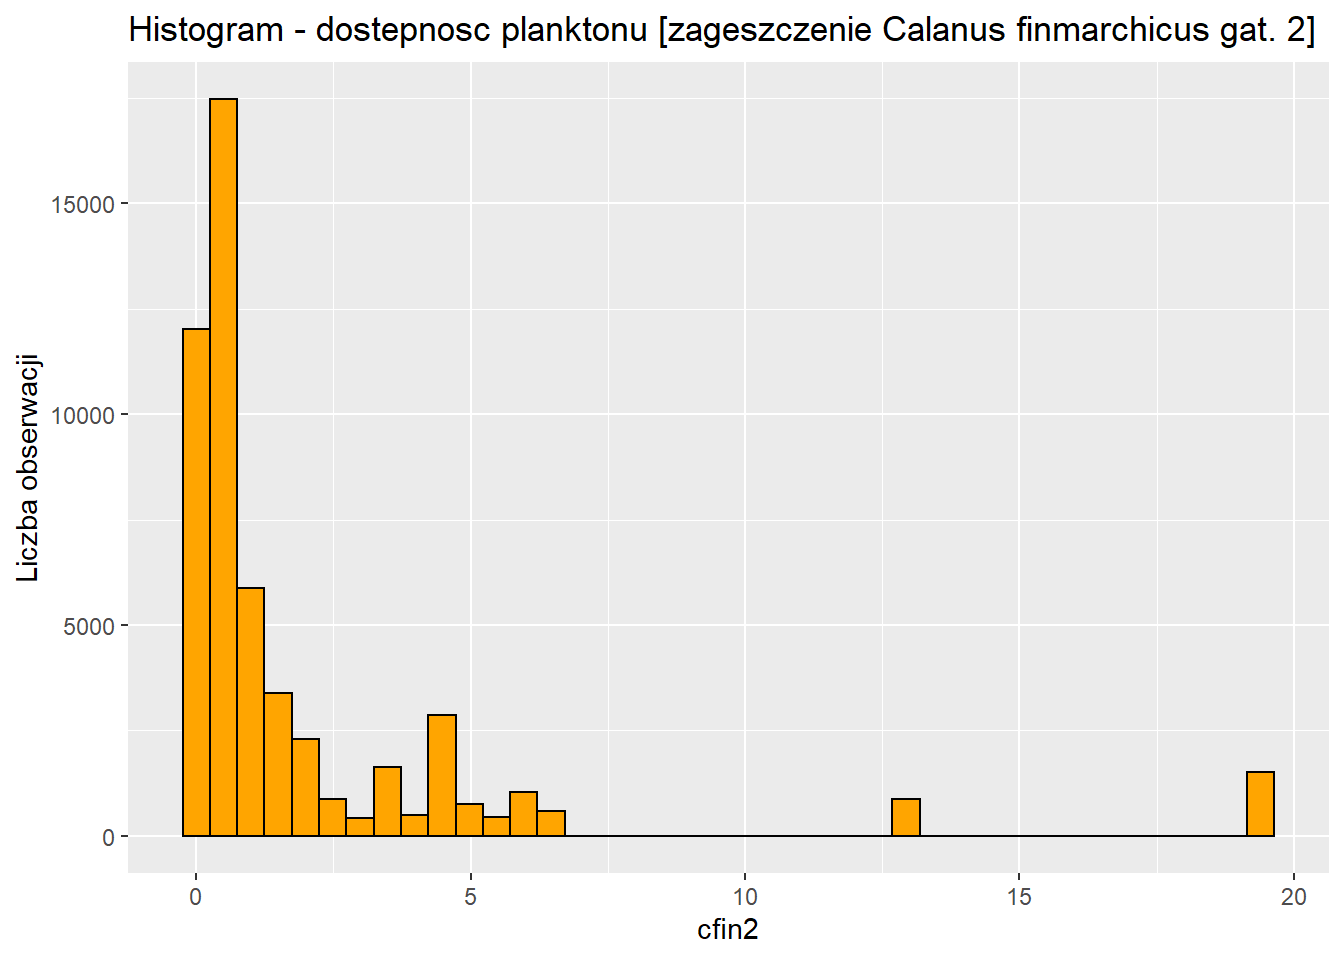 Histogram - dostepnosc planktonu [zageszczenie Calanus finmarchicus gat. 2]
Liczba obserwacji
15000
10000
5000
0
0 5 10 15 20
cfin2